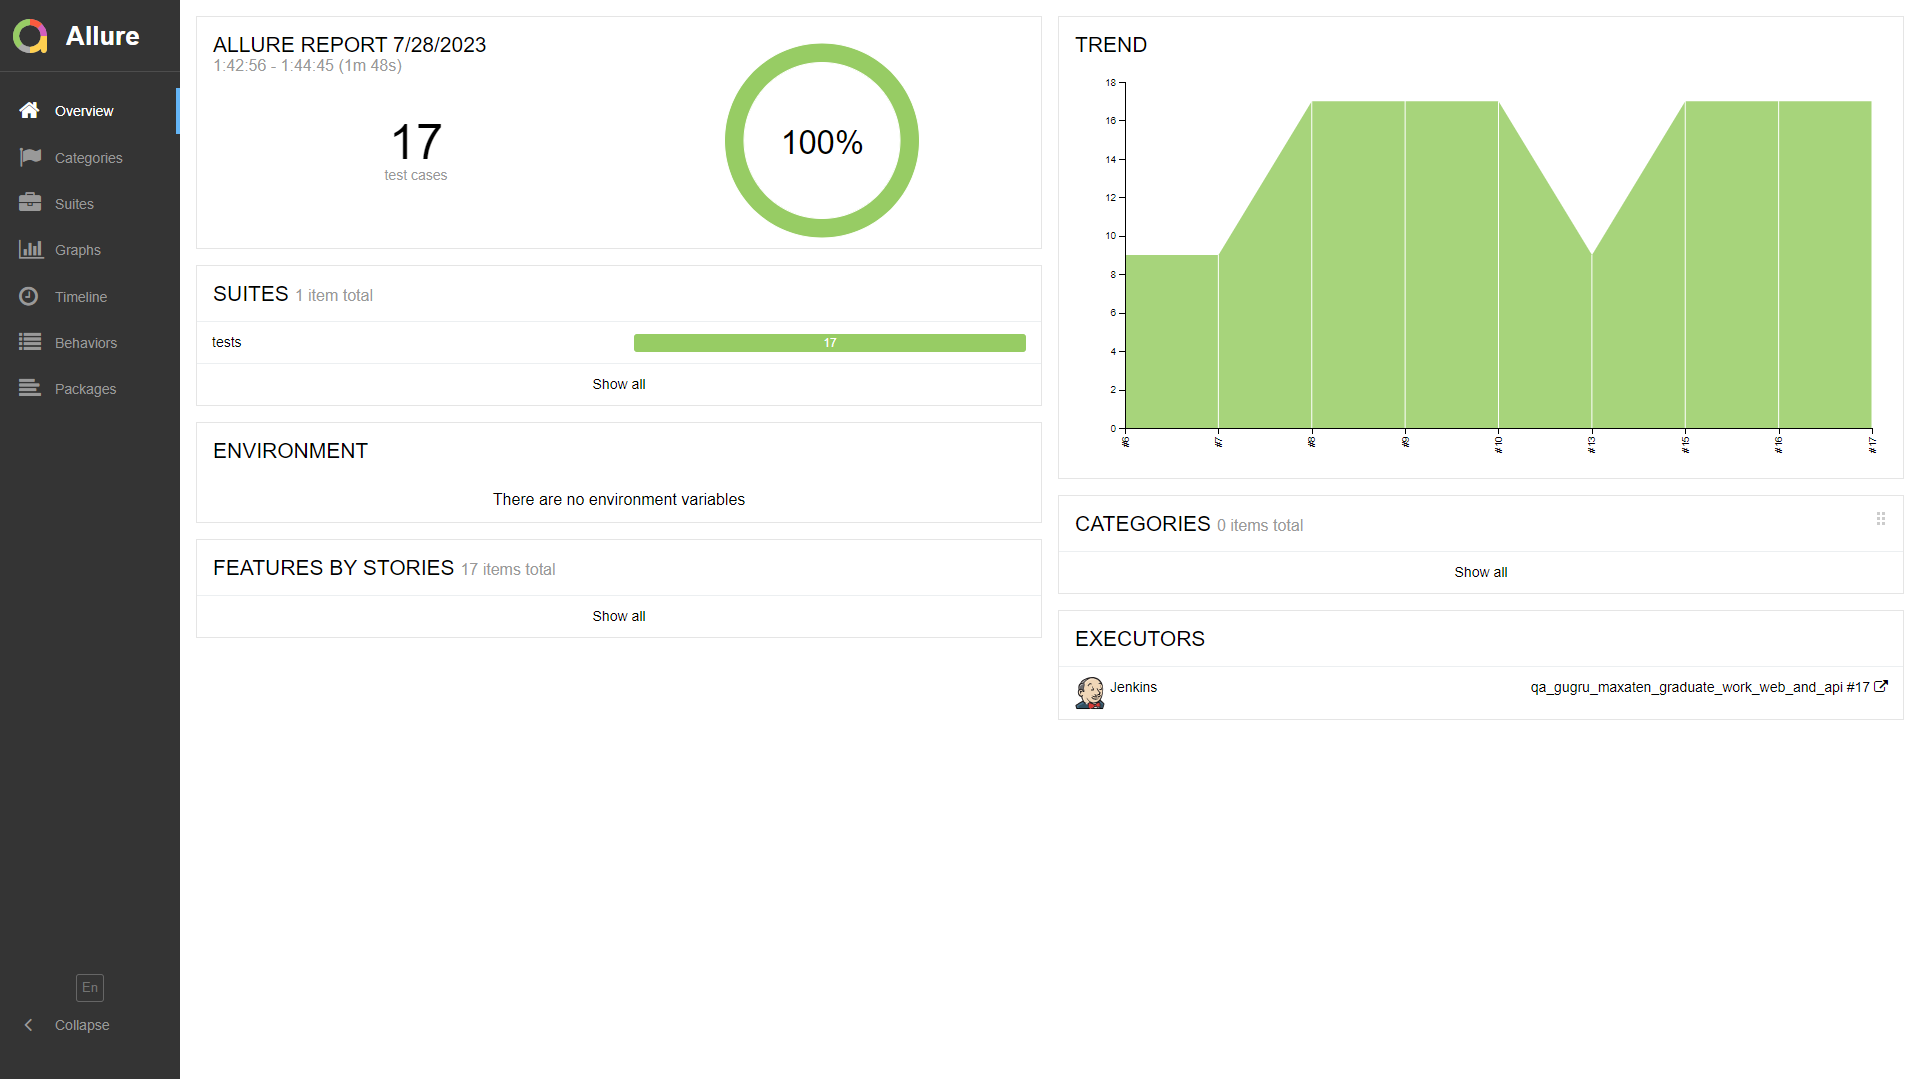 Allure
Overview
Categories
Suites
Graphs
Timeline
Behaviors
Packages
En
Collapse
ALLURE REPORT 7/28/2023
1:42:56 - 1:44:45 (1m 48s)
17
test cases
100%
SUITES 1 item total
tests
17
Show all
ENVIRONMENT
There are no environment variables
FEATURES BY STORIES 17 items total
Show all
TREND
18
16
14
12
10
8
6
4
2
0
#6
#7
#8
#9
#10
#13
#15
#16
#17
CATEGORIES 0 items total
Show all
EXECUTORS
Jenkins
qa_gugru_maxaten_graduate_work_web_and_api #17